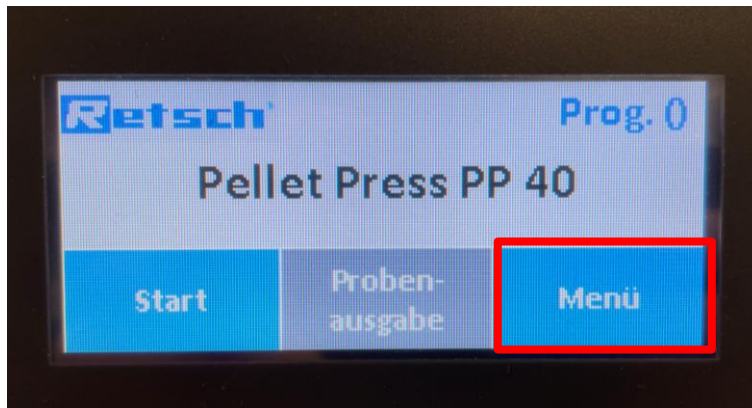 Retsch Prog. 0
Pellet Press PP 40
Start
Proben-
ausgabe
Menü